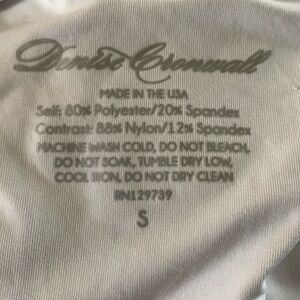 Denise Cronwall
MADE IN THE USA
Self: 80% Polyester/20% Spandex
Contrast: 88% Nylon/12% Spandex
MACHINE WASH COLD, DO NOT BLEACH,
DO NOT SOAK, TUMBLE DRY LOW,
COOL IRON, DO NOT DRY CLEAN
RN129739
S